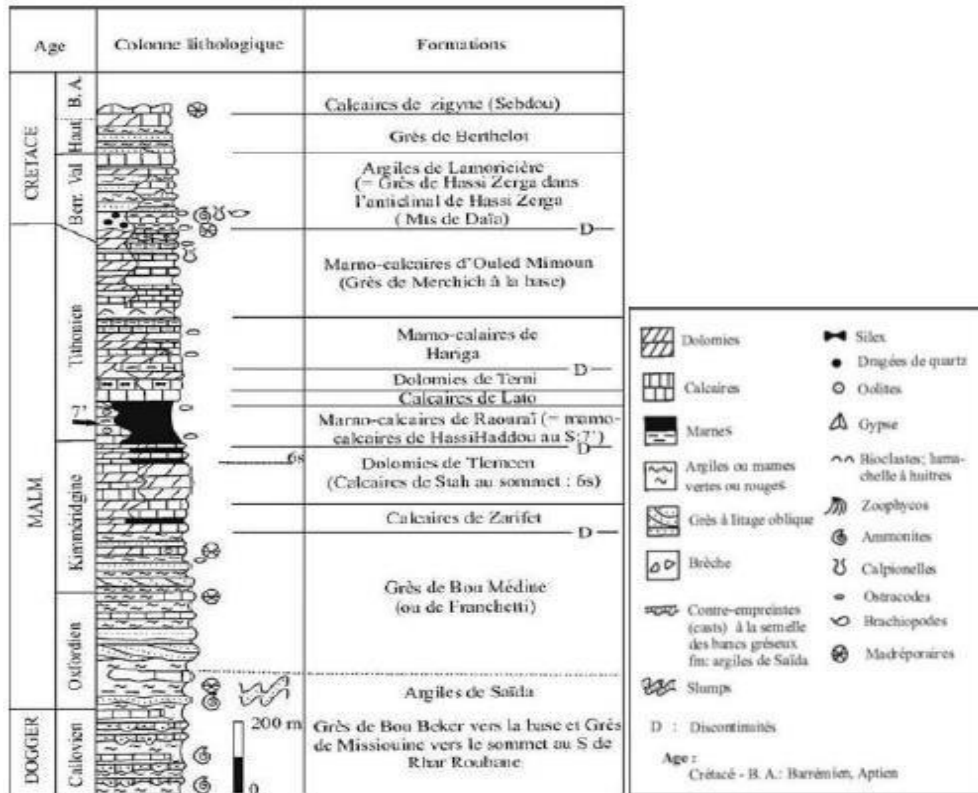 Age
Colonne lithologique
Formations
CRETACE
B. A.
Haut
Val
Berr.
MALM
Tithonien
Kimméridgine
Oxfordien
DOGGER
Callovien
7'
6s
200 m
0
Calcaires de zigyne (Sebdou)
Grès de Berthelot
Argiles de Lamoricière
(= Grès de Hassi Zerga dans
l'anticlinal de Hassi Zerga
( Mts de Daïa)
D
Marno-calcaires d'Ouled Mimoun
(Grès de Merchich à la base)
Marno-calaires de
Hariga
D
Dolomies de Terni
Calcaires de Lato
Marno-calcaires de Raouraï (= marno-
calcaires de HassiHaddou au S:7')
D
Dolomies de Tlemcen
(Calcaires de Stah au sommet : 6s)
Calcaires de Zarifet
D
Grès de Bou Médine
(ou de Franchetti)
Argiles de Saïda
Grès de Bou Beker vers la base et Grès
de Missiouine vers le sommet au S de
Rhar Roubane
Dolomies
Calcaires
Marnes
Argiles ou marnes
vertes ou rouges
Grès à litage oblique
Brèche
Contre-empreintes
(casts) à la semelle
des bancs gréseux
fm: argiles de Saïda
Slumps
D : Discontinuités
Age :
Crétacé - B. A.: Barrémien, Aptien
Silex
Dragées de quartz
Oolites
Gypse
Bioclastes; luma-
chelle à huitres
Zoophycos
Ammonites
Calpionelles
Ostracodes
Brachiopodes
Madréporaires